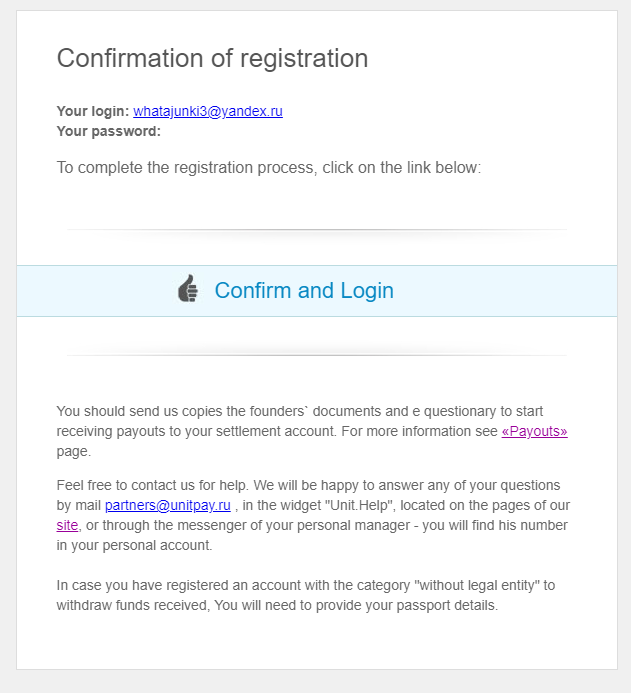 Confirmation of registration
Your login: whatajunki3@yandex.ru
Your password:
To complete the registration process, click on the link below:
Confirm and Login
You should send us copies the founders` documents and e questionary to start
receiving payouts to your settlement account. For more information see «Payouts»
page.
Feel free to contact us for help. We will be happy to answer any of your questions
by mail partners@unitpay.ru , in the widget "Unit.Help", located on the pages of our
site, or through the messenger of your personal manager - you will find his number
in your personal account.
In case you have registered an account with the category "without legal entity" to
withdraw funds received, You will need to provide your passport details.